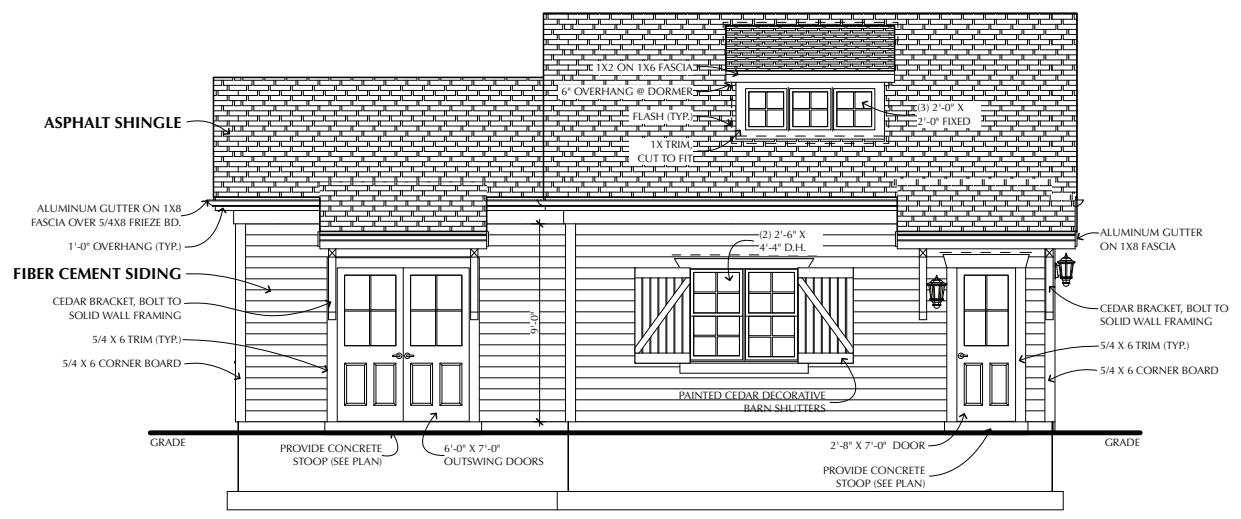 1X2 ON 1X6 FASCIA
6" OVERHANG @ DORMER
FLASH (TYP.)
1X TRIM,
CUT TO FIT
(3) 2'-0" X
2'-0" FIXED
ASPHALT SHINGLE
ALUMINUM GUTTER ON 1X8
FASCIA OVER 5/4X8 FRIEZE BD.
1'-0" OVERHANG (TYP.)
FIBER CEMENT SIDING
CEDAR BRACKET, BOLT TO
SOLID WALL FRAMING
5/4 X 6 TRIM (TYP.)
5/4 X 6 CORNER BOARD
9'-0"
(2) 2'-6" X
4'-4" D.H.
ALUMINUM GUTTER
ON 1X8 FASCIA
CEDAR BRACKET, BOLT TO
SOLID WALL FRAMING
5/4 X 6 TRIM (TYP.)
5/4 X 6 CORNER BOARD
PAINTED CEDAR DECORATIVE
BARN SHUTTERS
GRADE
PROVIDE CONCRETE
STOOP (SEE PLAN)
6'-0" X 7'-0"
OUTSWING DOORS
2'-8" X 7'-0" DOOR
PROVIDE CONCRETE
STOOP (SEE PLAN)
GRADE